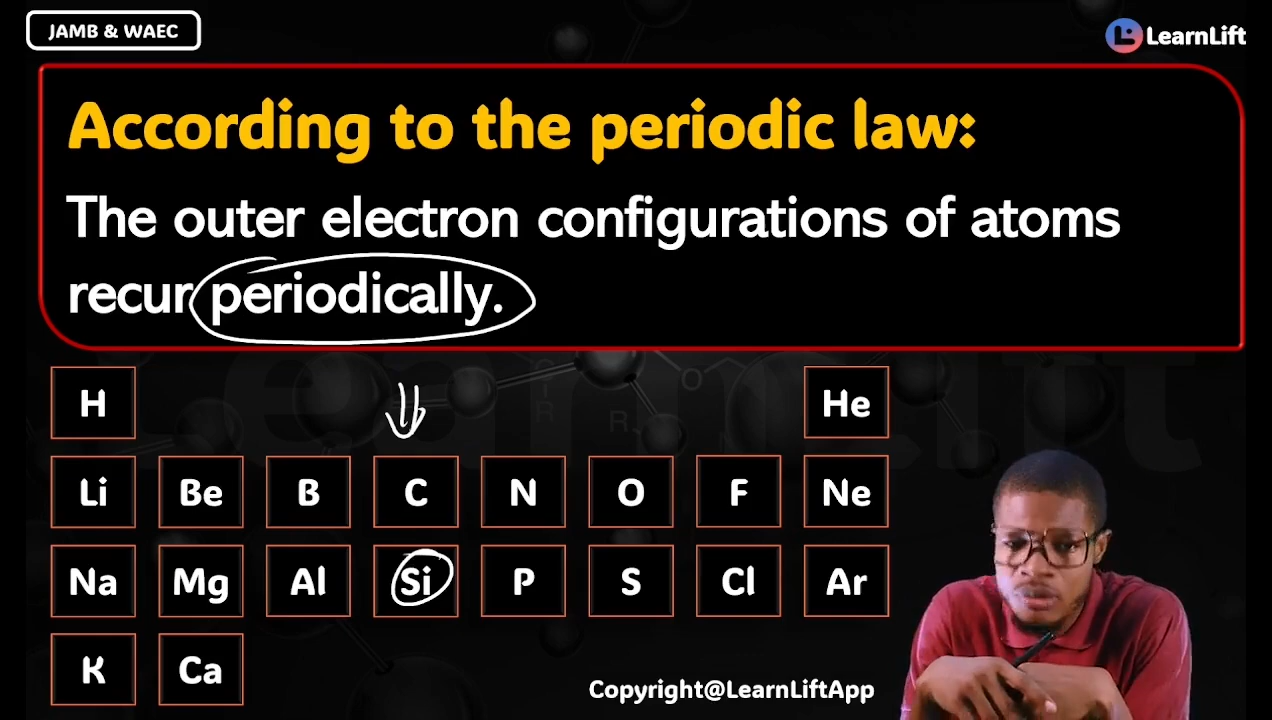 JAMB & WAEC
LearnLift
According to the periodic law:
The outer electron configurations of atoms
recur periodically.
H He
Li Be B C N O F Ne
Na Mg Al Si P S Cl Ar
K Ca
Copyright@LearnLiftApp